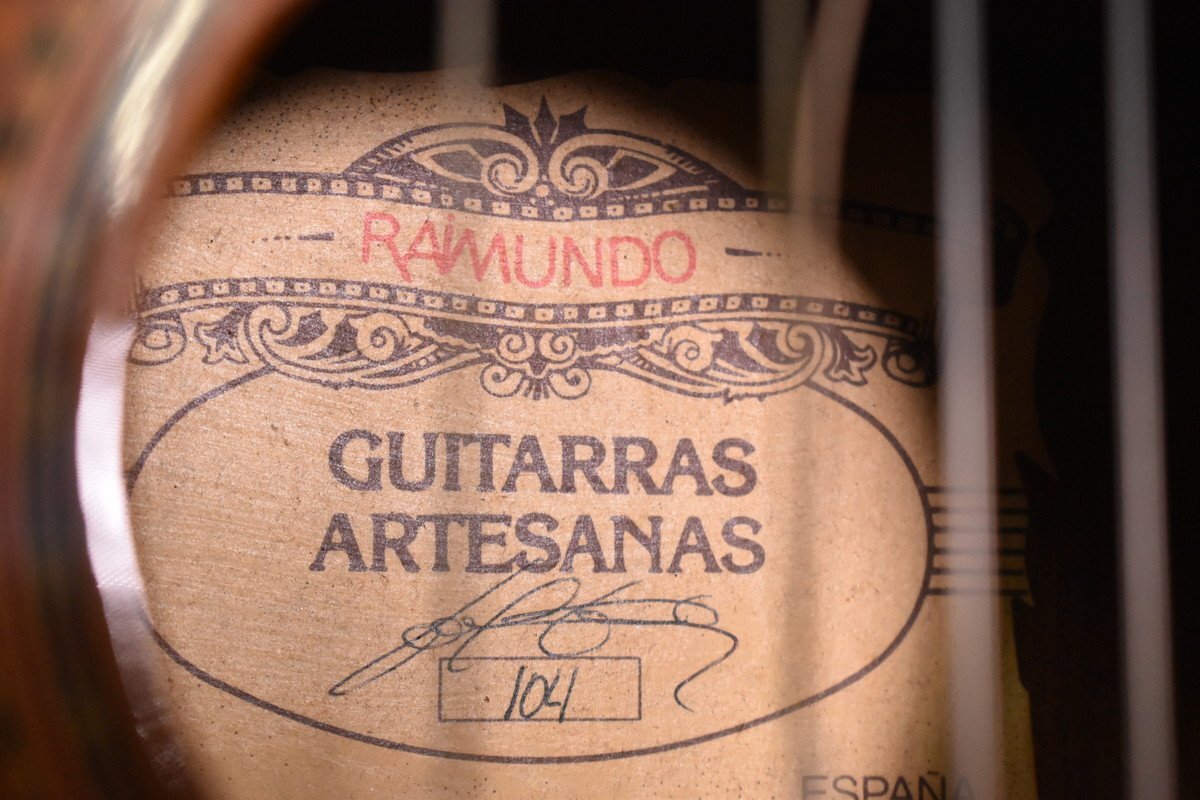 RAIMUNDO
GUITARRAS
ARTESANAS
104
ESPAÑA